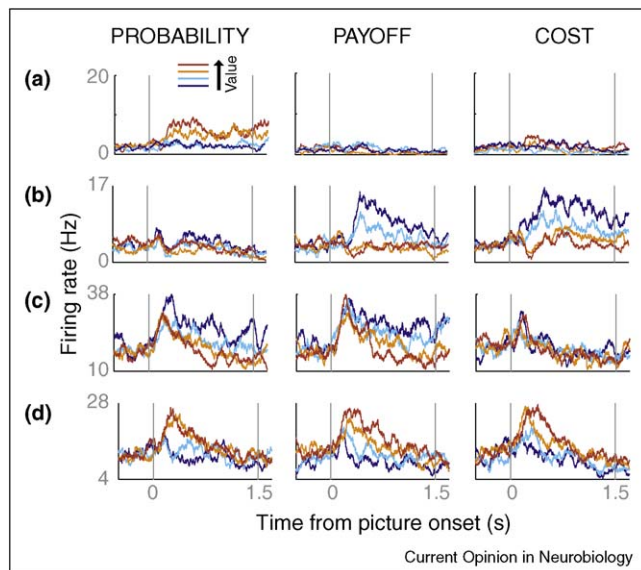 PROBABILITY PAYOFF COST
Value
(a)
20
0
(b)
17
0
(c)
38
10
(d)
28
4
Firing rate (Hz)
0 1.5 0 1.5 0 1.5
Time from picture onset (s)
Current Opinion in Neurobiology